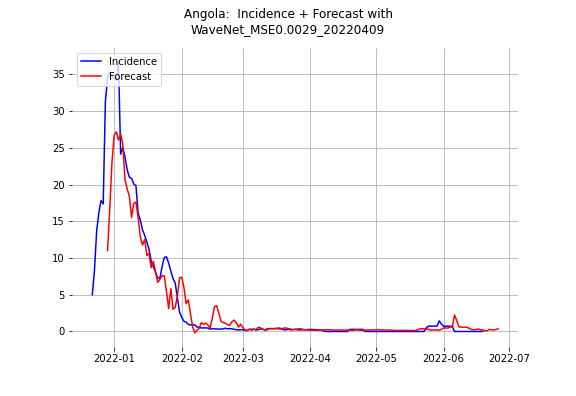 Angola:  Incidence + Forecast with
WaveNet_MSE0.0029_20220409
Incidence
Forecast
35
30
25
20
15
10
5
0
2022-01 2022-02 2022-03 2022-04 2022-05 2022-06 2022-07